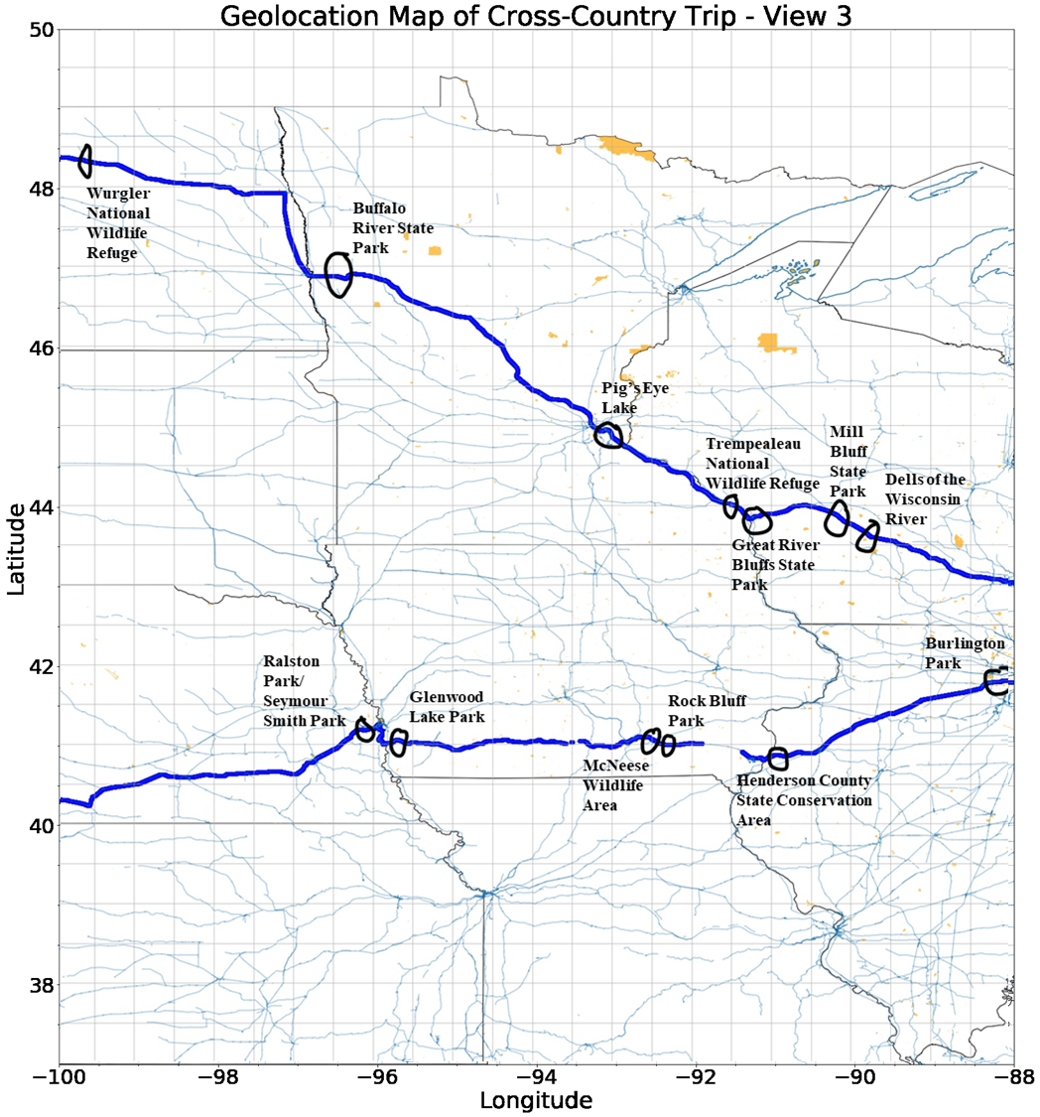 Geolocation Map of Cross-Country Trip - View 3
50
48
46
44
42
40
38
Latitude
Wurgler
National
Wildlife
Refuge
Buffalo
River State
Park
Pig's Eye
Lake
Trempealeau
National
Wildlife Refuge
Mill
Bluff
State
Park
Dells of the
Wisconsin
River
Great River
Bluffs State
Park
Burlington
Park
Ralston
Park/
Seymour
Smith Park
Glenwood
Lake Park
Rock Bluff
Park
McNeese
Wildlife
Area
Henderson County
State Conservation
Area
−100
−98
−96
−94
−92
−90
−88
Longitude